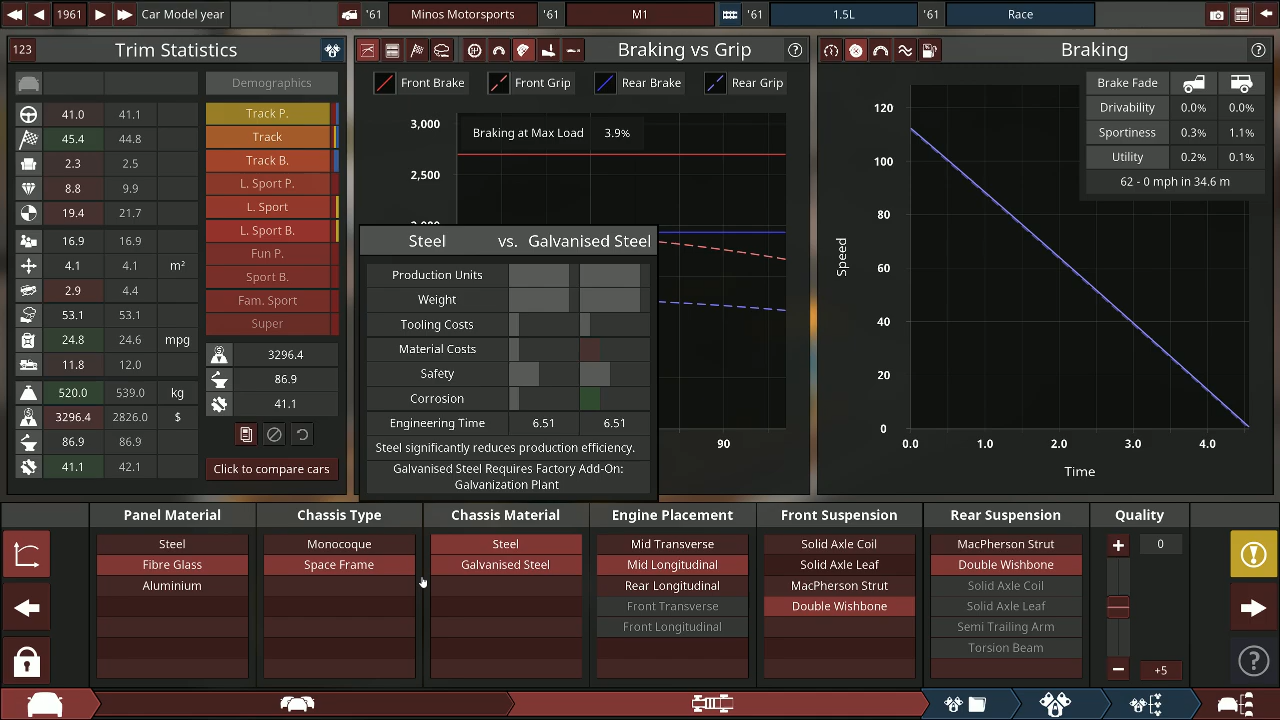 1961 Car Model year '61 Minos Motorsports '61 M1 '61 1.5L '61 Race
123 Trim Statistics
Demographics
41.0 41.1 Track P.
45.4 44.8 Track
2.3 2.5 Track B.
8.8 9.9 L. Sport P.
19.4 21.7 L. Sport
16.9 16.9 L. Sport B.
4.1 4.1 m² Fun P.
2.9 4.4 Sport B.
53.1 53.1 Fam. Sport
24.8 24.6 mpg Super
11.8 12.0 3296.4
520.0 539.0 kg 86.9
3296.4 2826.0 $ 41.1
86.9 86.9
41.1 42.1 Click to compare cars
Braking vs Grip ?
Front Brake Front Grip Rear Brake Rear Grip
3,000 Braking at Max Load 3.9%
2,500
90
Steel vs. Galvanised Steel
Production Units
Weight
Tooling Costs
Material Costs
Safety
Corrosion
Engineering Time 6.51 6.51
Steel significantly reduces production efficiency.
Galvanised Steel Requires Factory Add-On:
Galvanization Plant
Braking ?
Brake Fade
Drivability 0.0% 0.0%
Sportiness 0.3% 1.1%
Utility 0.2% 0.1%
62 - 0 mph in 34.6 m
120
100
80
60
40
20
0
Speed
0.0 1.0 2.0 3.0 4.0
Time
Panel Material Chassis Type Chassis Material Engine Placement Front Suspension Rear Suspension Quality
Steel Monocoque Steel Mid Transverse Solid Axle Coil MacPherson Strut + 0
Fibre Glass Space Frame Galvanised Steel Mid Longitudinal Solid Axle Leaf Double Wishbone
Aluminium Rear Longitudinal MacPherson Strut Solid Axle Coil
Front Transverse Double Wishbone Solid Axle Leaf
Front Longitudinal Semi Trailing Arm
Torsion Beam
− +5
?